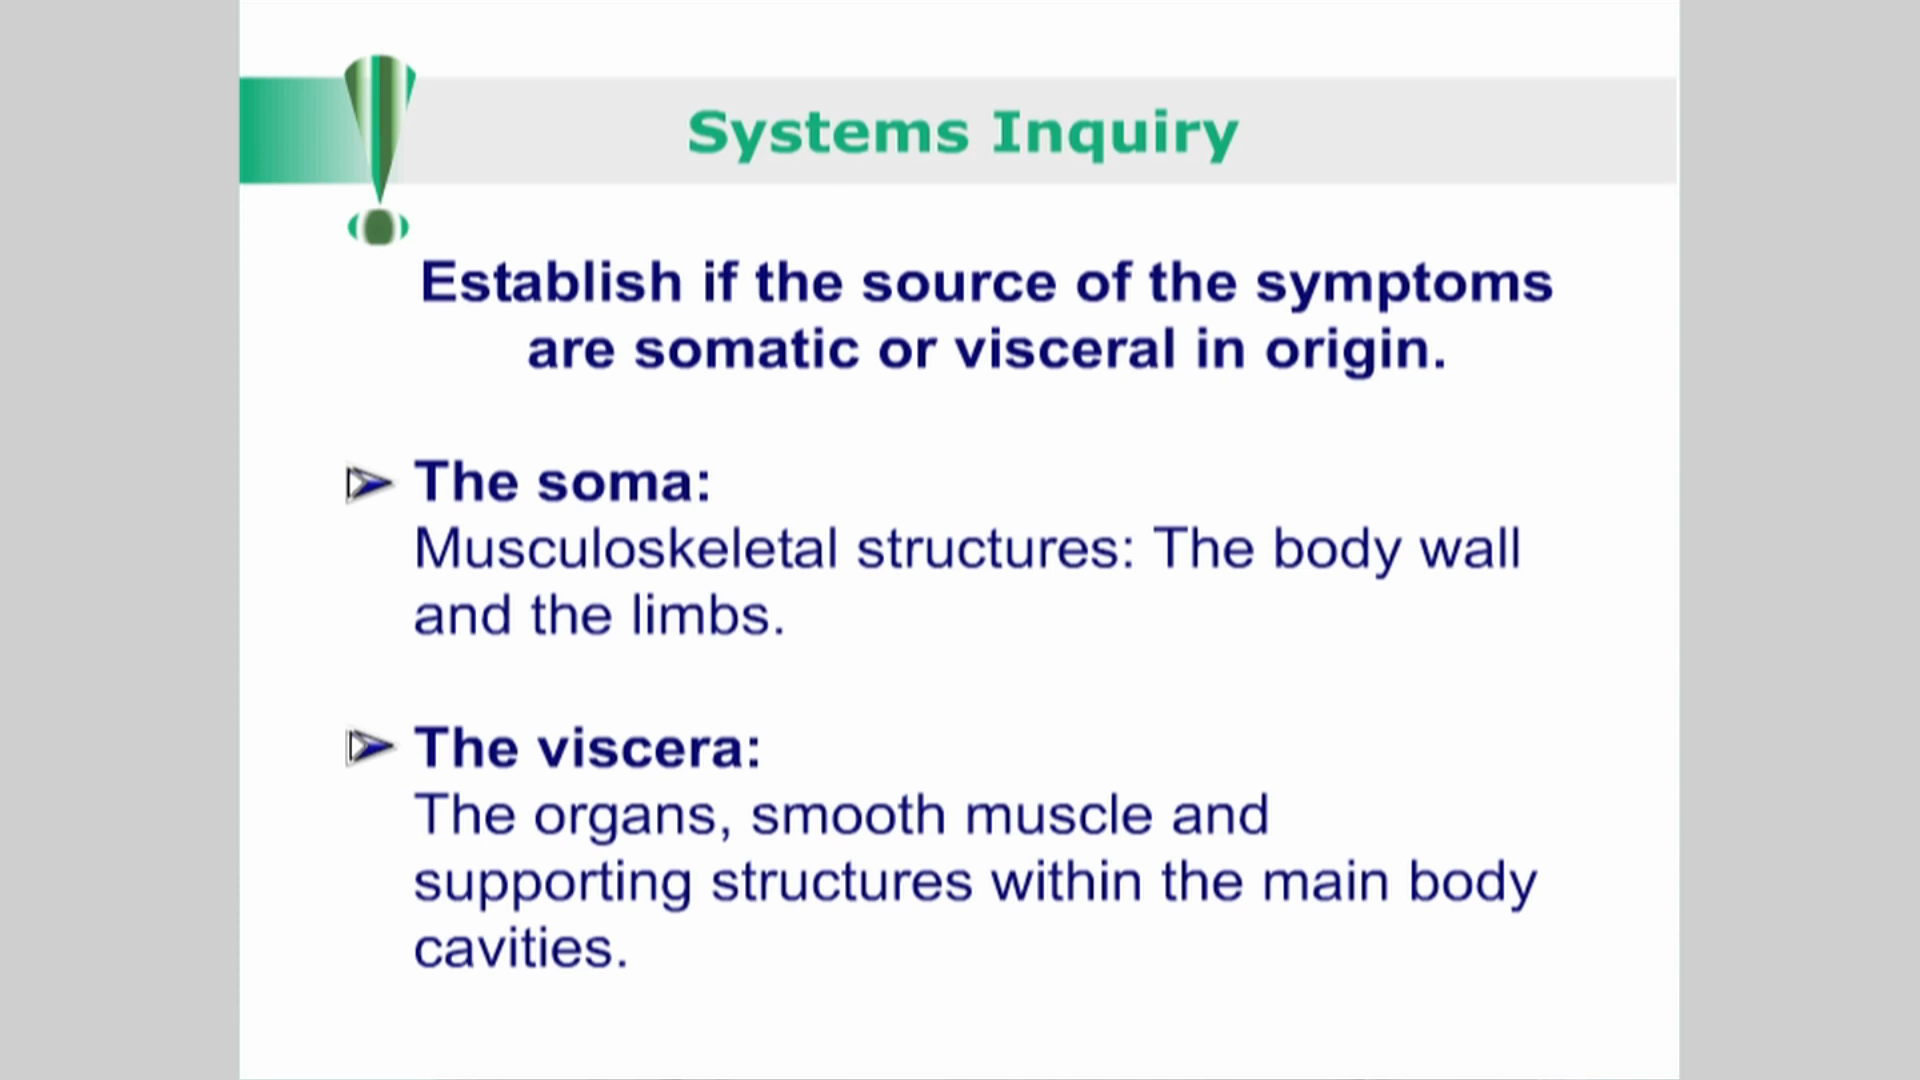 Systems Inquiry
Establish if the source of the symptoms
are somatic or visceral in origin.
The soma:
Musculoskeletal structures: The body wall
and the limbs.
The viscera:
The organs, smooth muscle and
supporting structures within the main body
cavities.